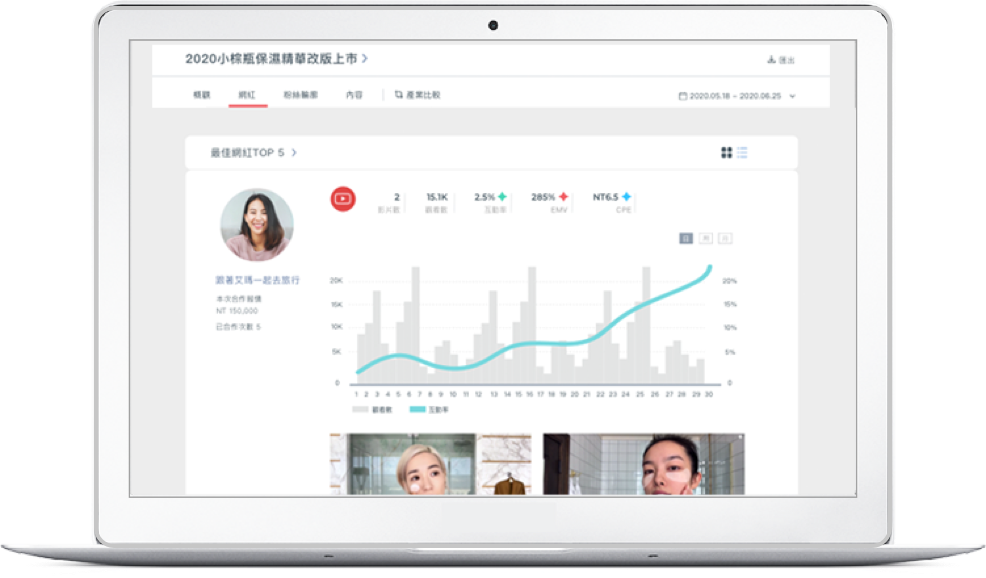 2020小棕瓶保濕精華改版上市 >
匯出
概觀 網紅 粉絲輪廓 內容 產業比較
2020.05.18 ~ 2020.06.25
最佳網紅TOP 5 >
2 15.1K 2.5% 285% NT6.5
影片數 觀看數 互動率 EMV CPE
日
跟著艾瑪一起去旅行
本次合作報價
NT 150,000
已合作次數 5
20K 20%
15K 15%
10K 10%
5K 5%
0 0
1 2 3 4 5 6 7 8 9 10 11 12 13 14 15 16 17 18 19 20 21 22 23 24 25 26 27 28 29 30
觀看數 互動率